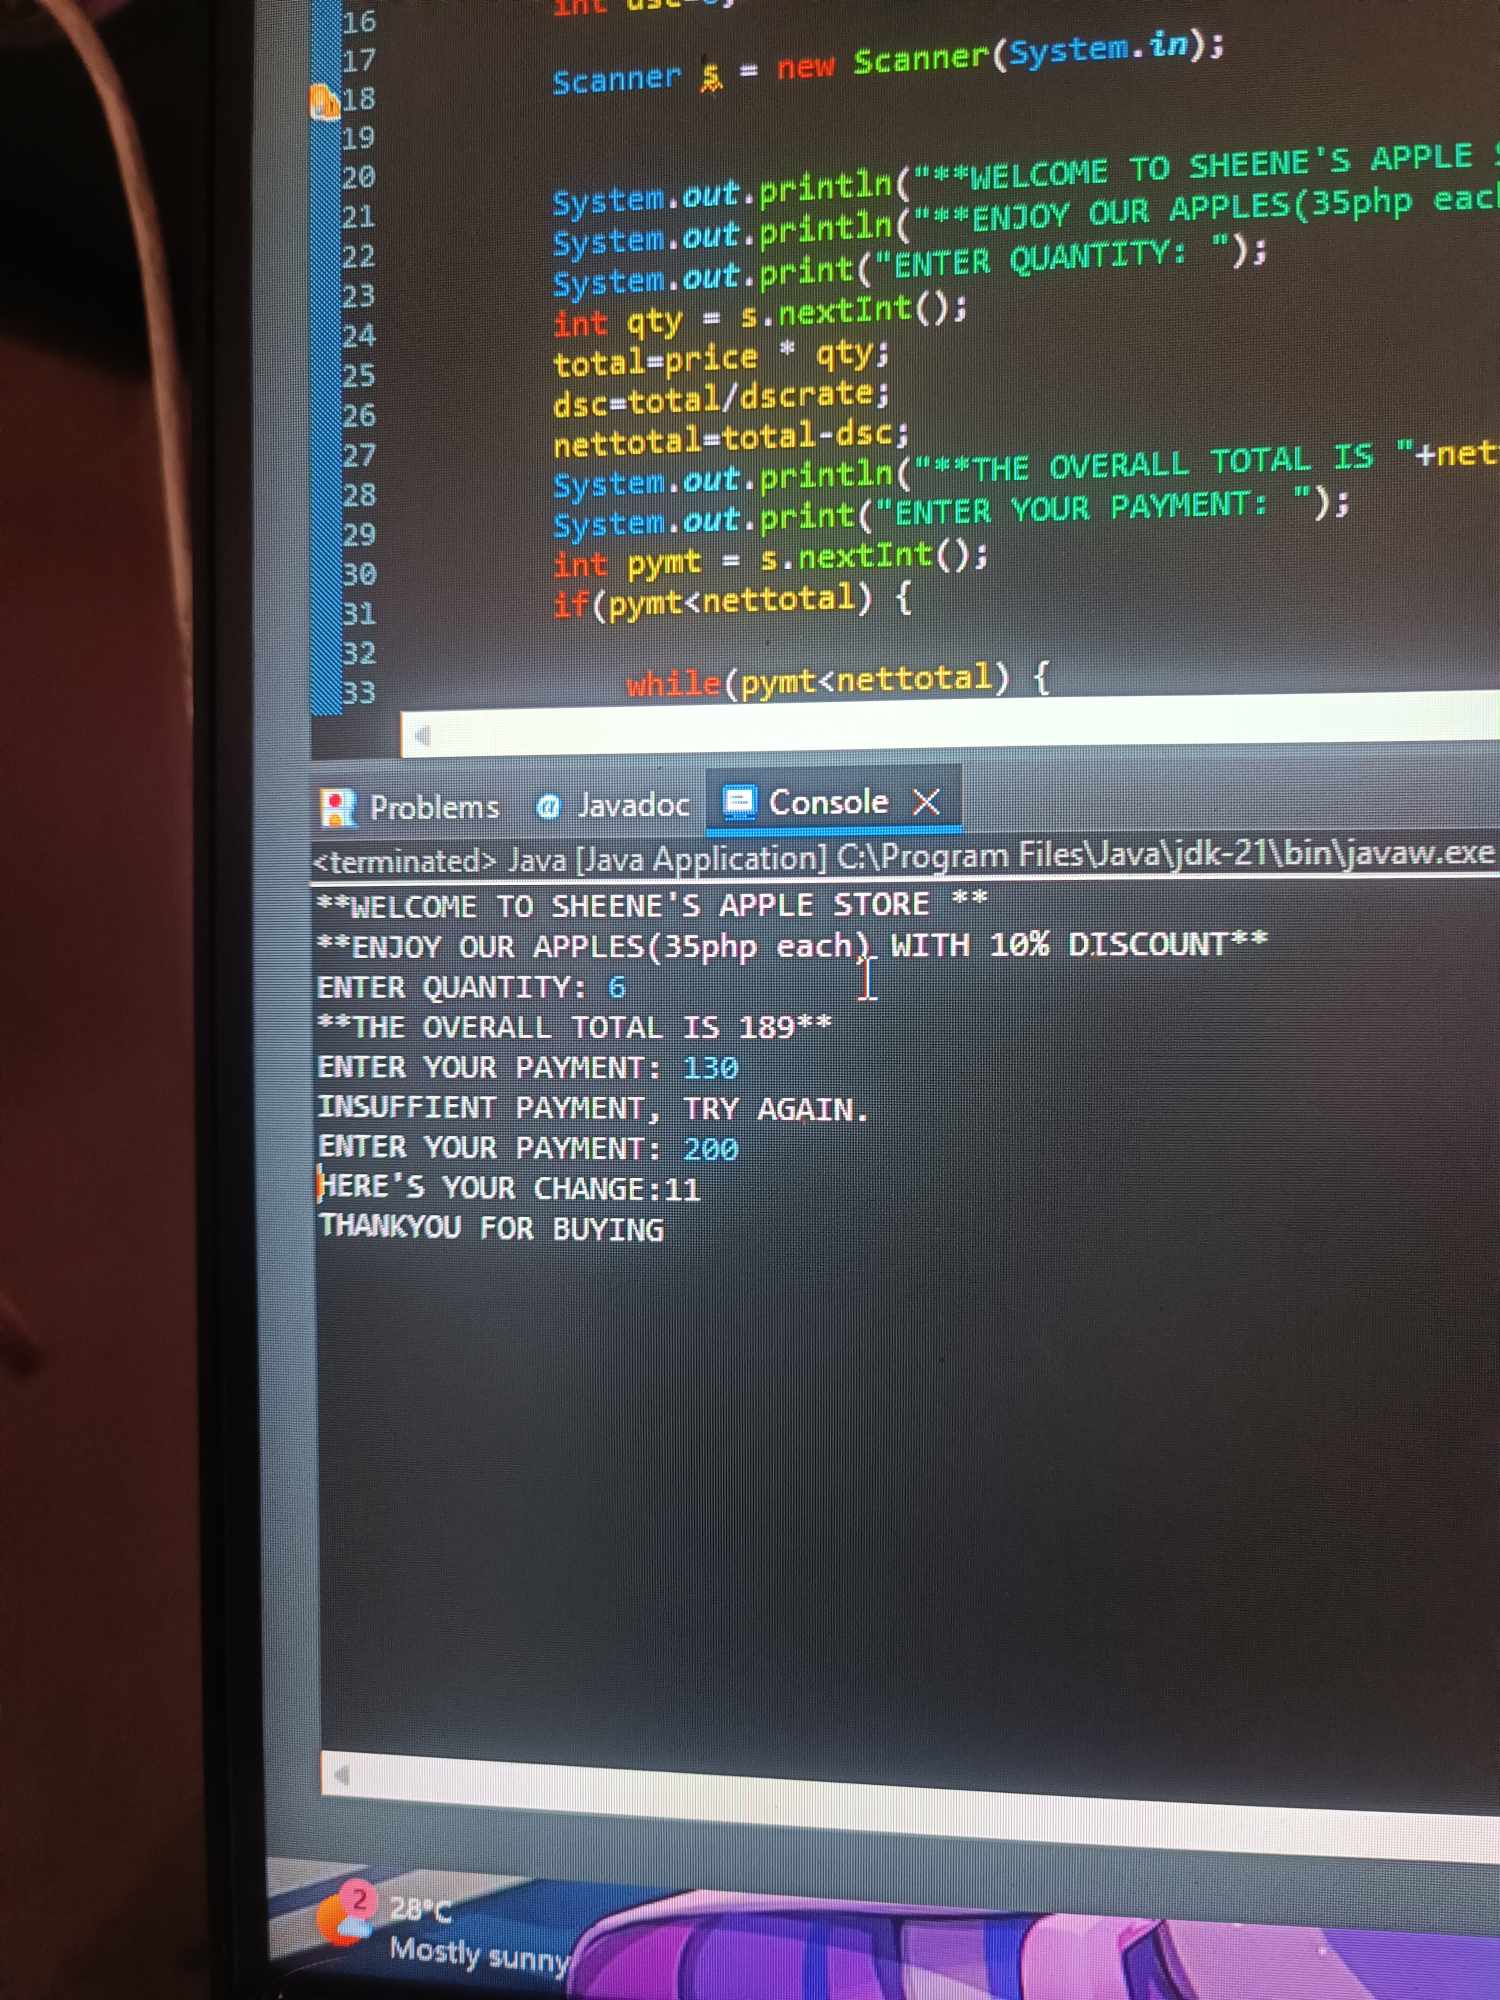 16
int dsc=0;
17
Scanner s = new Scanner(System.in);
18
19
20
System.out.println("**WELCOME TO SHEENE'S APPLE S
21
System.out.println("**ENJOY OUR APPLES(35php each
22
System.out.print("ENTER QUANTITY: ");
23
int qty = s.nextInt();
24
total=price * qty;
25
dsc=total/dscrate;
26
nettotal=total-dsc;
27
System.out.println("**THE OVERALL TOTAL IS "+nett
28
System.out.print("ENTER YOUR PAYMENT: ");
29
int pymt = s.nextInt();
30
if(pymt<nettotal) {
31
32
while(pymt<nettotal) {
33
Problems @ Javadoc Console
<terminated> Java [Java Application] C:\Program Files\Java\jdk-21\bin\javaw.exe
**WELCOME TO SHEENE'S APPLE STORE **
**ENJOY OUR APPLES(35php each) WITH 10% DISCOUNT**
ENTER QUANTITY: 6
**THE OVERALL TOTAL IS 189**
ENTER YOUR PAYMENT: 130
INSUFFIENT PAYMENT, TRY AGAIN.
ENTER YOUR PAYMENT: 200
HERE'S YOUR CHANGE:11
THANKYOU FOR BUYING
2
28°C
Mostly sunny